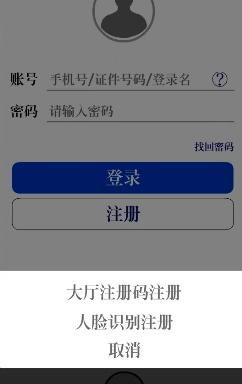 账号 手机号/证件号码/登录名 ?
密码 请输入密码
找回密码
登录
注册
大厅注册码注册
人脸识别注册
取消